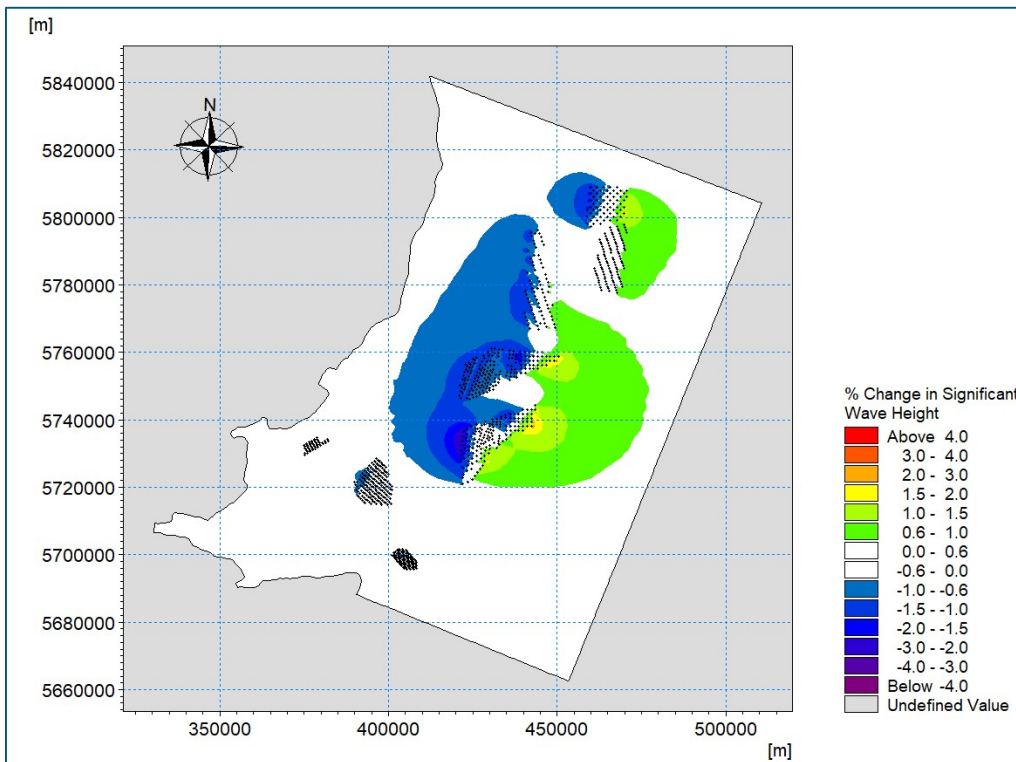 [m]
5840000
5820000
5800000
5780000
5760000
5740000
5720000
5700000
5680000
5660000
N
350000 400000 450000 500000
[m]
% Change in Significant
Wave Height
Above 4.0
3.0 - 4.0
2.0 - 3.0
1.5 - 2.0
1.0 - 1.5
0.6 - 1.0
0.0 - 0.6
-0.6 - 0.0
-1.0 - -0.6
-1.5 - -1.0
-2.0 - -1.5
-3.0 - -2.0
-4.0 - -3.0
Below -4.0
Undefined Value